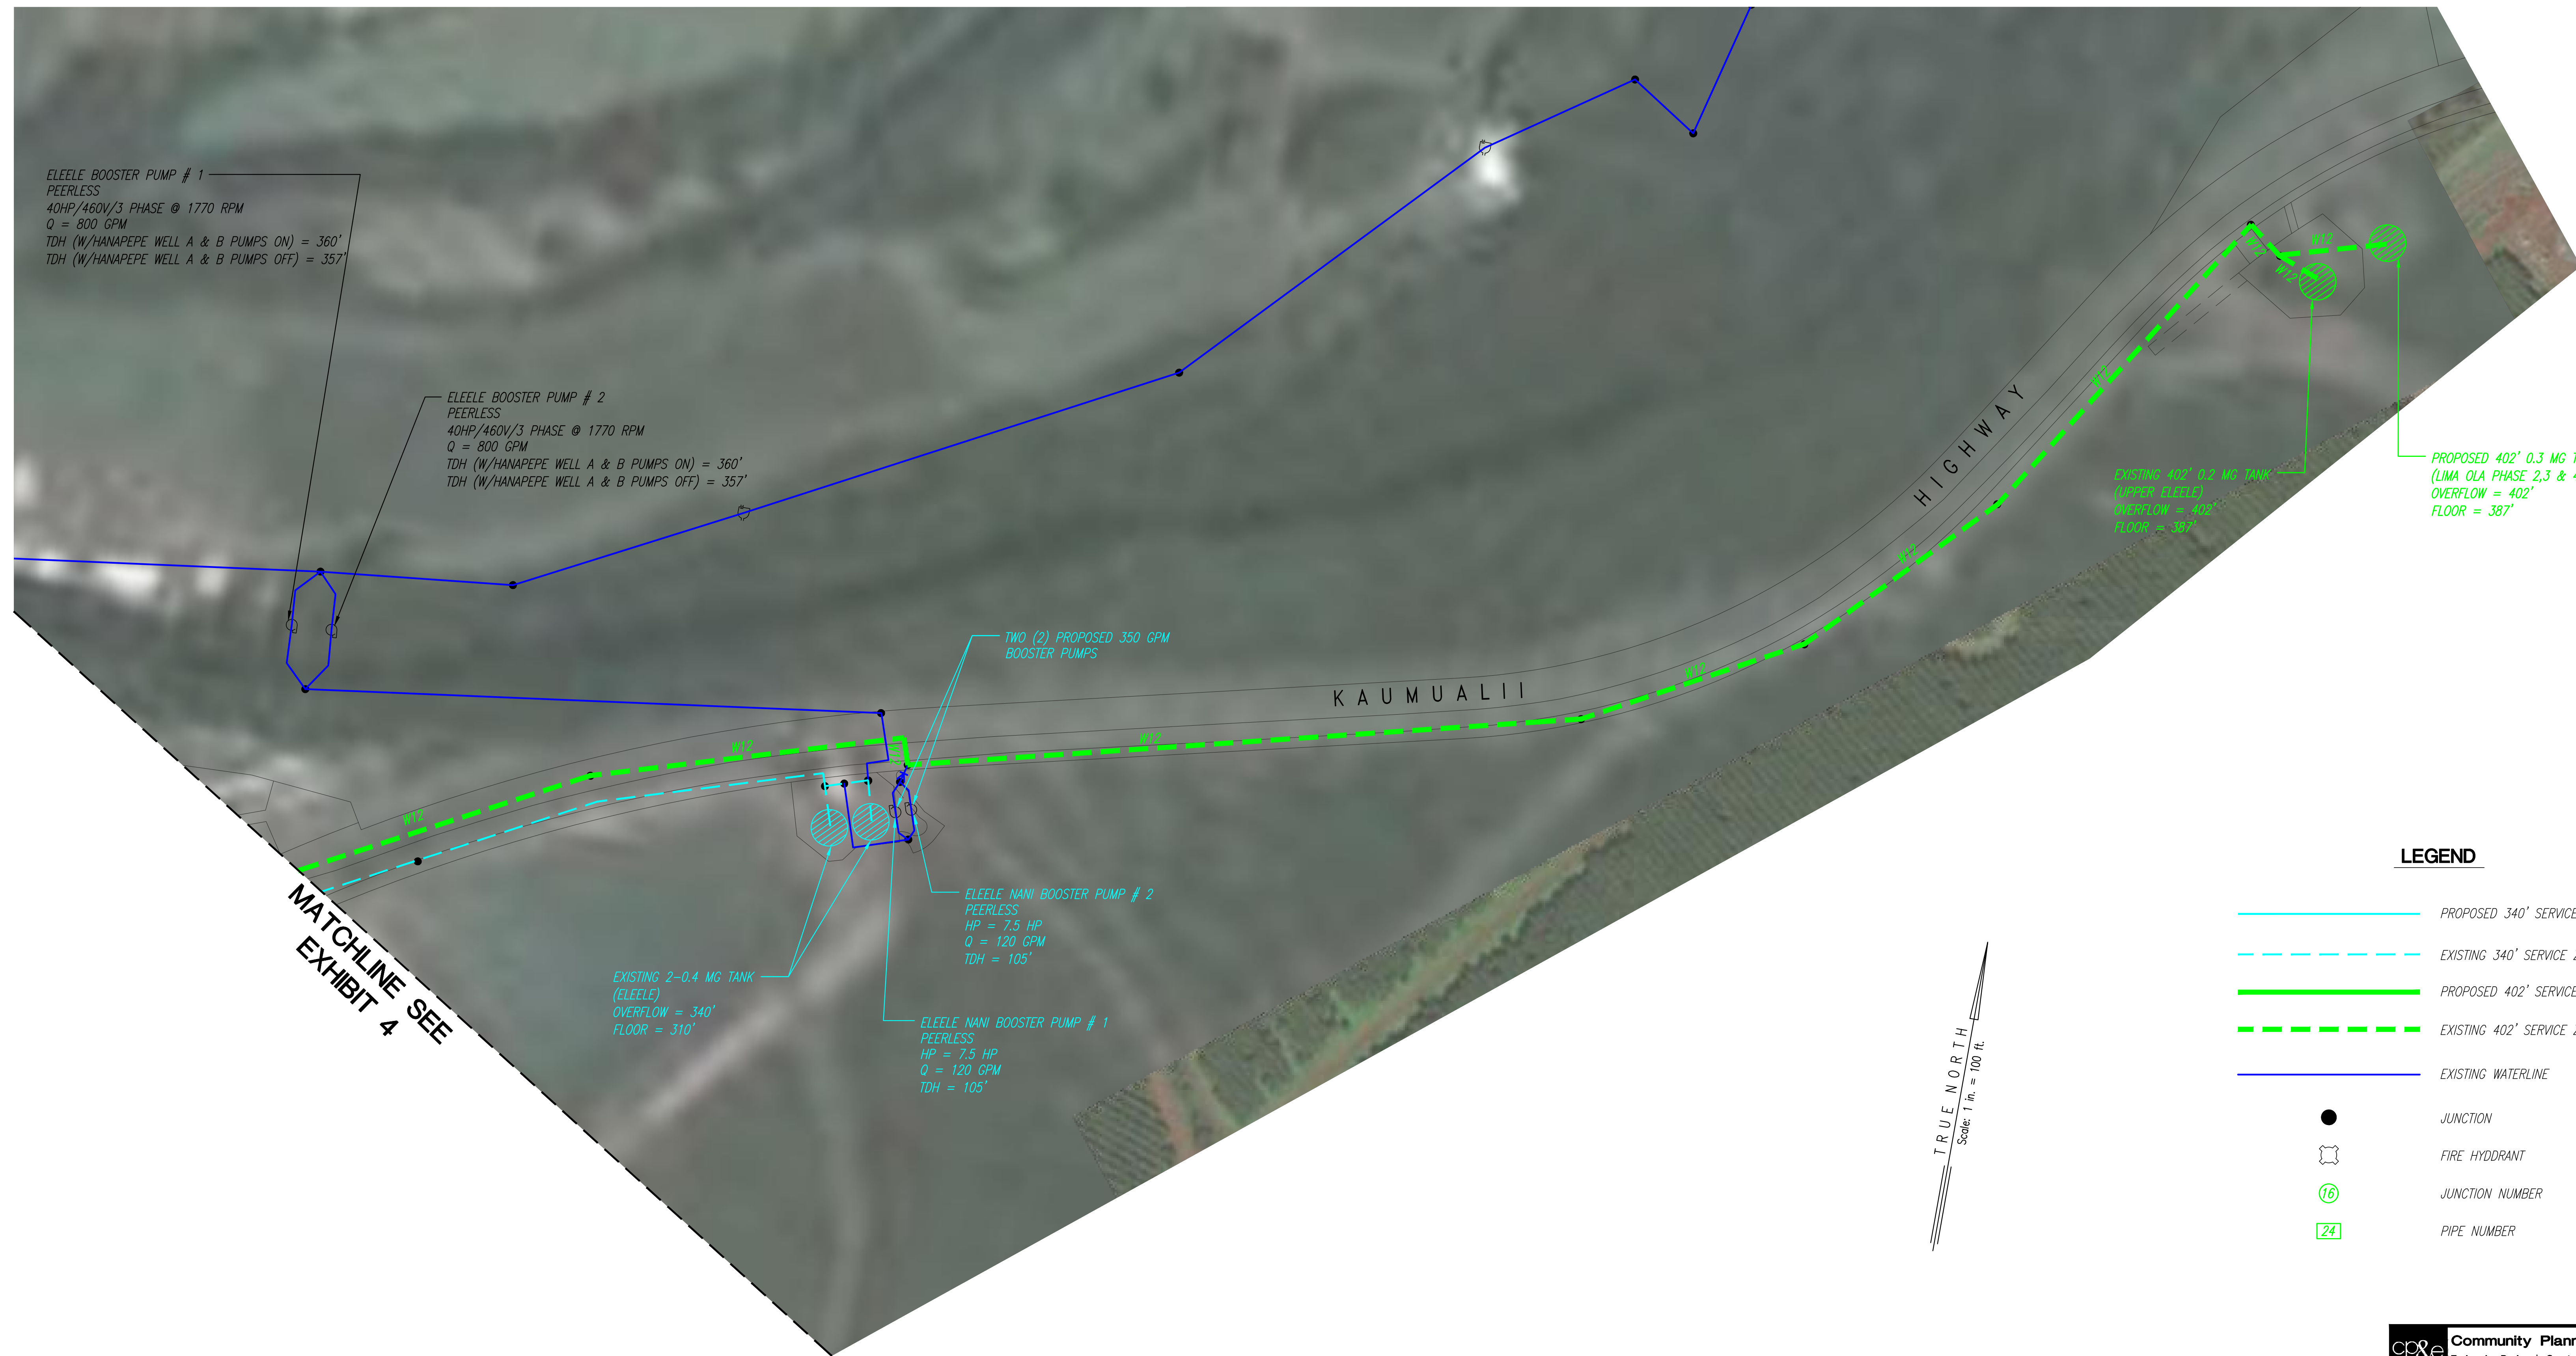 ELEELE BOOSTER PUMP # 1
PEERLESS
40HP/460V/3 PHASE @ 1770 RPM
Q = 800 GPM
TDH (W/HANAPEPE WELL A & B PUMPS ON) = 360'
TDH (W/HANAPEPE WELL A & B PUMPS OFF) = 357'
ELEELE BOOSTER PUMP # 2
PEERLESS
40HP/460V/3 PHASE @ 1770 RPM
Q = 800 GPM
TDH (W/HANAPEPE WELL A & B PUMPS ON) = 360'
TDH (W/HANAPEPE WELL A & B PUMPS OFF) = 357'
W12
W12
W12
W12
HIGHWAY
EXISTING 402' 0.2 MG TANK
(UPPER ELEELE)
OVERFLOW = 402'
FLOOR = 387'
PROPOSED 402' 0.3 MG
(LIMA OLA PHASE 2,3 &
OVERFLOW = 402'
FLOOR = 387'
W12
TWO (2) PROPOSED 350 GPM
BOOSTER PUMPS
W12
KAUMUALII
W12
W12
W12
ELEELE NANI BOOSTER PUMP # 2
PEERLESS
HP = 7.5 HP
Q = 120 GPM
TDH = 105'
EXISTING 2-0.4 MG TANK
(ELEELE)
OVERFLOW = 340'
FLOOR = 310'
ELEELE NANI BOOSTER PUMP # 1
PEERLESS
HP = 7.5 HP
Q = 120 GPM
TDH = 105'
MATCHLINE SEE
EXHIBIT 4
TRUE NORTH
Scale: 1 in. = 100 ft.
LEGEND
PROPOSED 340' SERVICE
EXISTING 340' SERVICE
PROPOSED 402' SERVICE
EXISTING 402' SERVICE
EXISTING WATERLINE
JUNCTION
FIRE HYDDRANT
16 JUNCTION NUMBER
24 PIPE NUMBER
cp&e
Community Plann